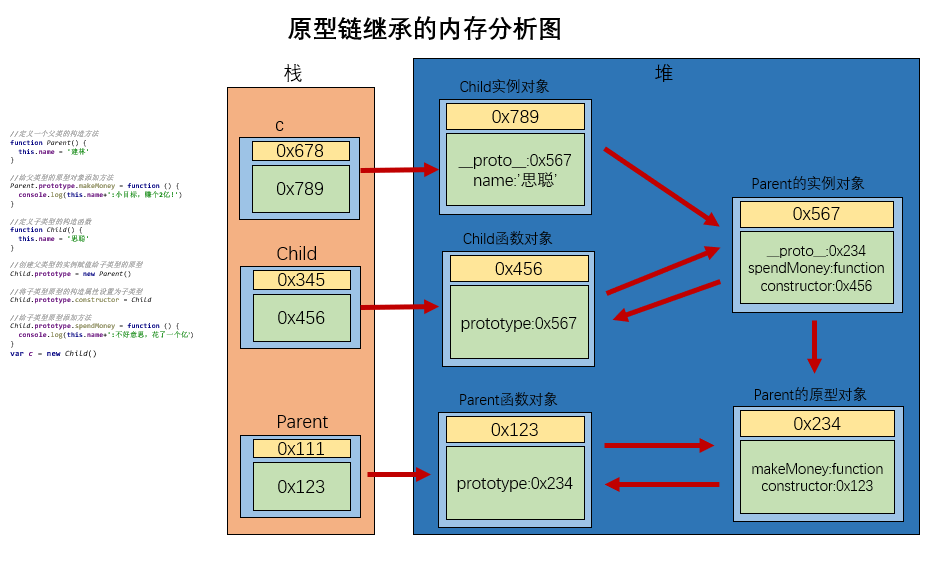 原型链继承的内存分析图
//定义一个父类的构造方法
function Parent() {
this.name = '建林'
}
//给父类型的原型对象添加方法
Parent.prototype.makeMoney = function () {
console.log(this.name+':小目标，赚个2亿!')
}
//定义子类型的构造函数
function Child() {
this.name = '思聪'
}
//创建父类型的实例赋值给子类型的原型
Child.prototype = new Parent()
//将子类型原型的构造属性设置为子类型
Child.prototype.constructor = Child
//给子类型原型添加方法
Child.prototype.spendMoney = function () {
console.log(this.name+':不好意思，花了一个亿')
}
var c = new Child()
栈
c
0x678
0x789
Child
0x345
0x456
Parent
0x111
0x123
堆
Child实例对象
0x789
__proto__:0x567
name:'思聪'
Child函数对象
0x456
prototype:0x567
Parent函数对象
0x123
prototype:0x234
Parent的实例对象
0x567
__proto__:0x234
spendMoney:function
constructor:0x456
Parent的原型对象
0x234
makeMoney:function
constructor:0x123